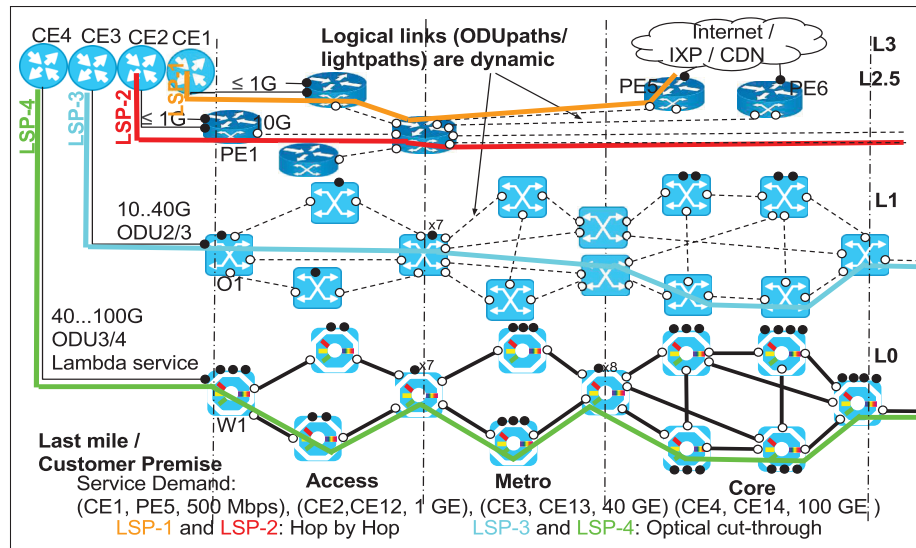 CE4 CE3 CE2 CE1
Logical links (ODUpaths/
lightpaths) are dynamic
Internet /
IXP / CDN
L3
L2.5
≤ 1G
PE5
PE6
LSP-4
LSP-3
LSP-2
LSP-1
≤ 1G
10G
PE1
10..40G
ODU2/3
x7
L1
O1
40...100G
ODU3/4
Lambda service
x7
x8
L0
W1
Last mile /
Customer Premise
Access
Metro
Core
Service Demand:
(CE1, PE5, 500 Mbps), (CE2,CE12, 1 GE), (CE3, CE13, 40 GE) (CE4, CE14, 100 GE )
LSP-1 and LSP-2: Hop by Hop
LSP-3 and LSP-4: Optical cut-through